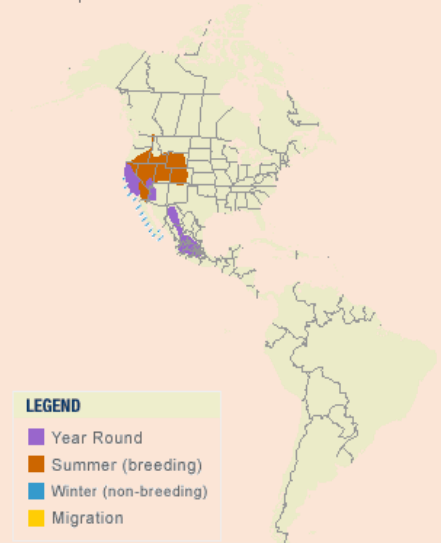 LEGEND
Year Round
Summer (breeding)
Winter (non-breeding)
Migration